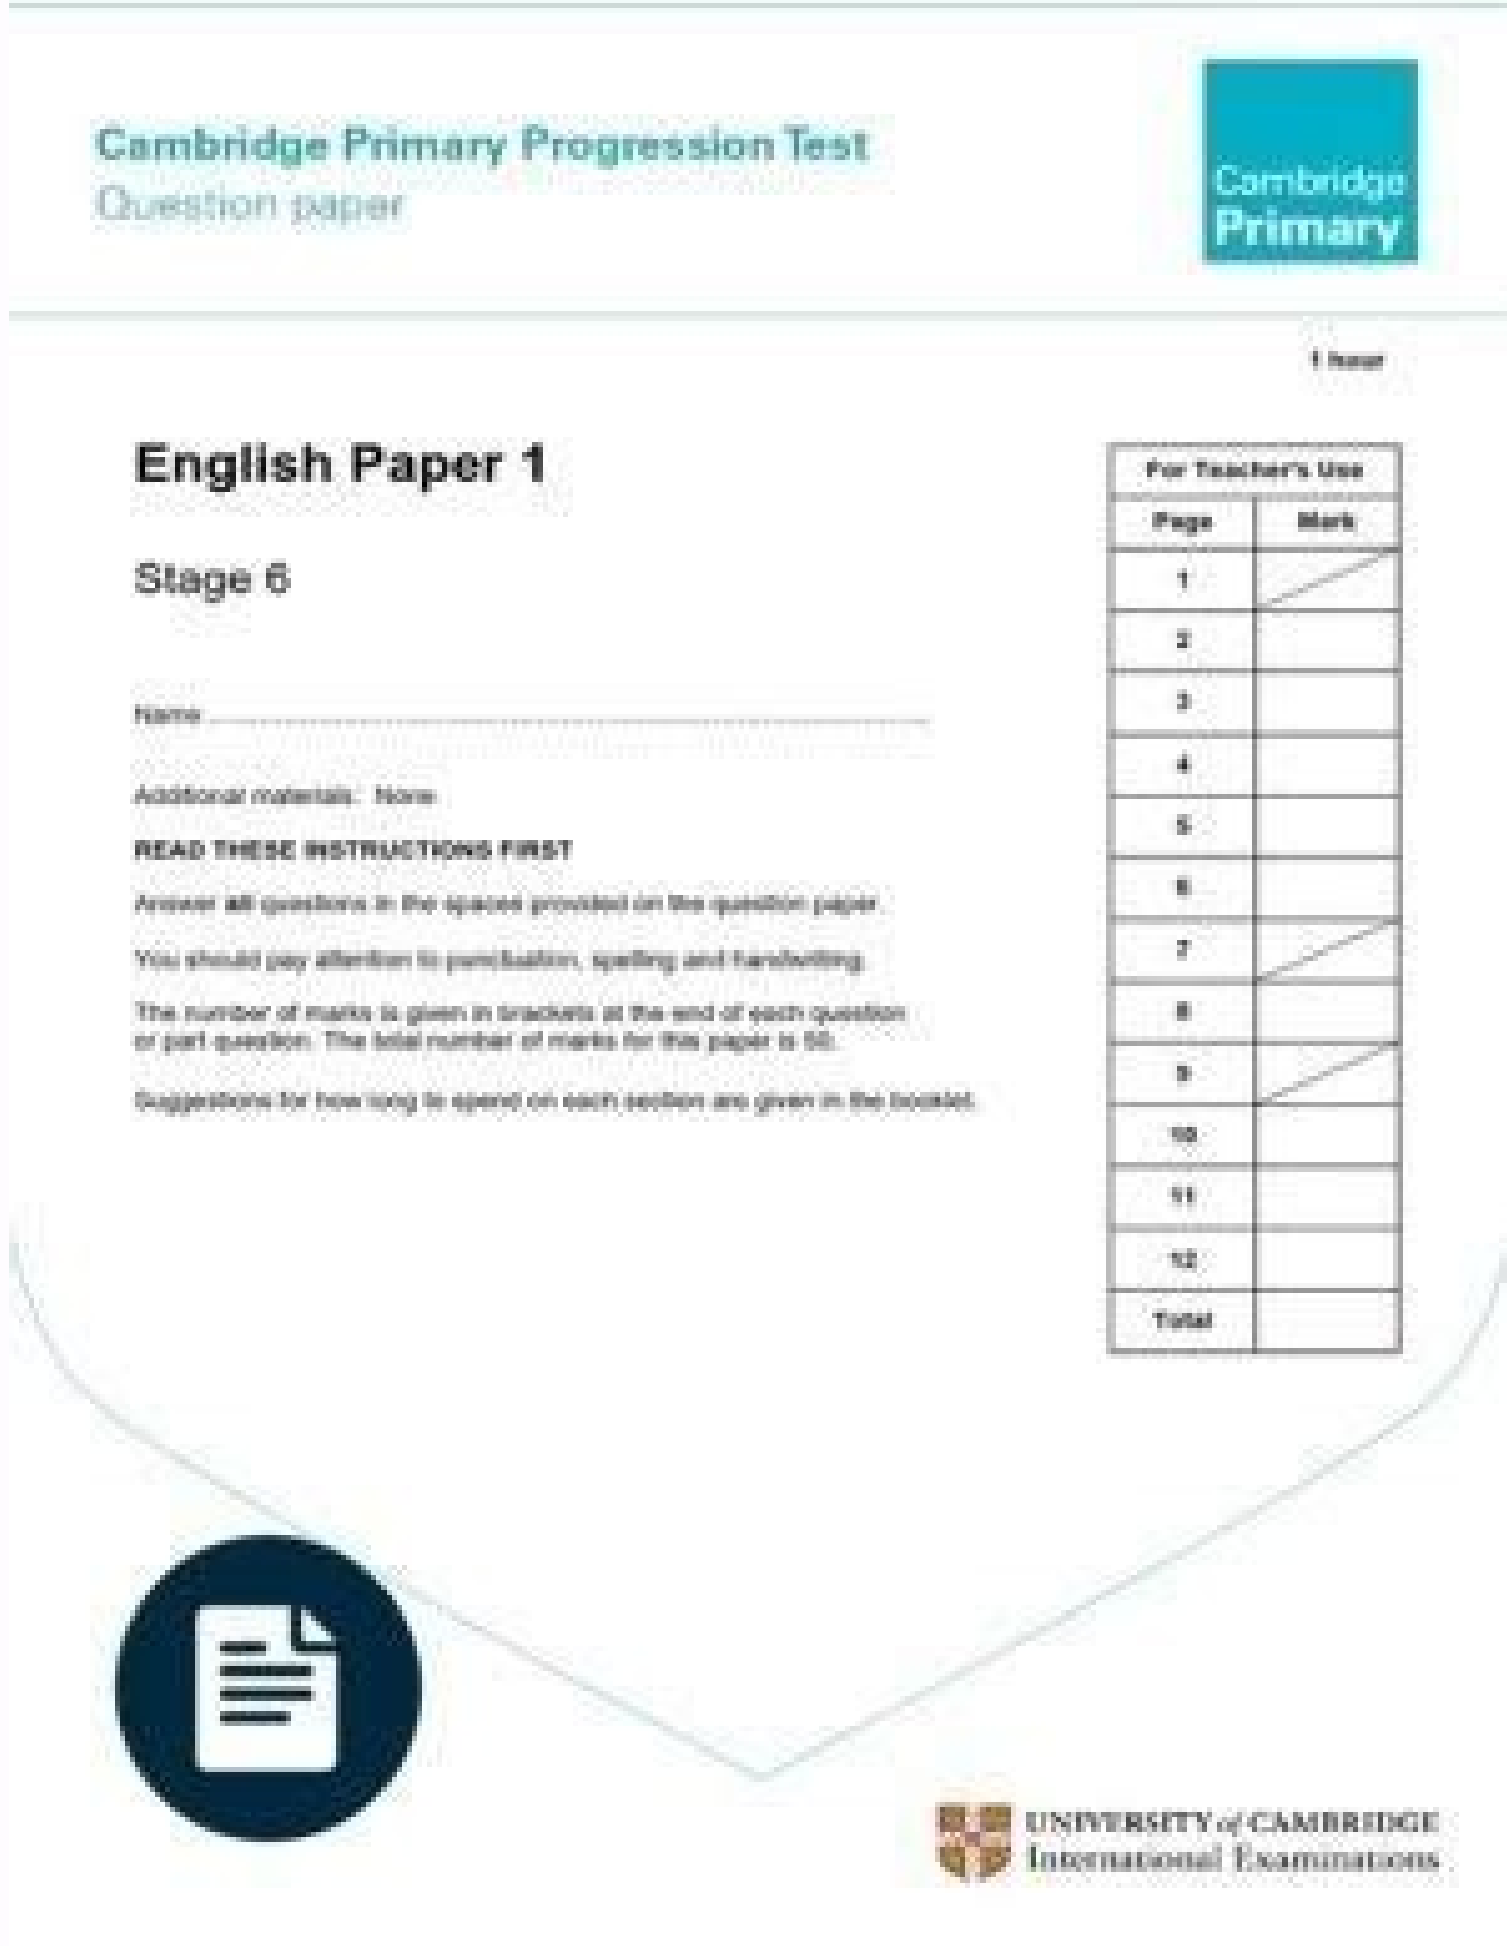 Cambridge Primary Progression Test
Question paper
Cambridge
Primary
1 hour
English Paper 1
Stage 6
Name
Additional materials: None
READ THESE INSTRUCTIONS FIRST
Answer all questions in the spaces provided on the question paper.
You should pay attention to punctuation, spelling and handwriting.
The number of marks is given in brackets at the end of each question
or part question. The total number of marks for this paper is 50.
Suggestions for how long to spend on each section are given in the booklet.
For Teacher's Use
Page Mark
1
2
3
4
5
6
7
8
9
10
11
12
Total
UNIVERSITY of CAMBRIDGE
International Examinations